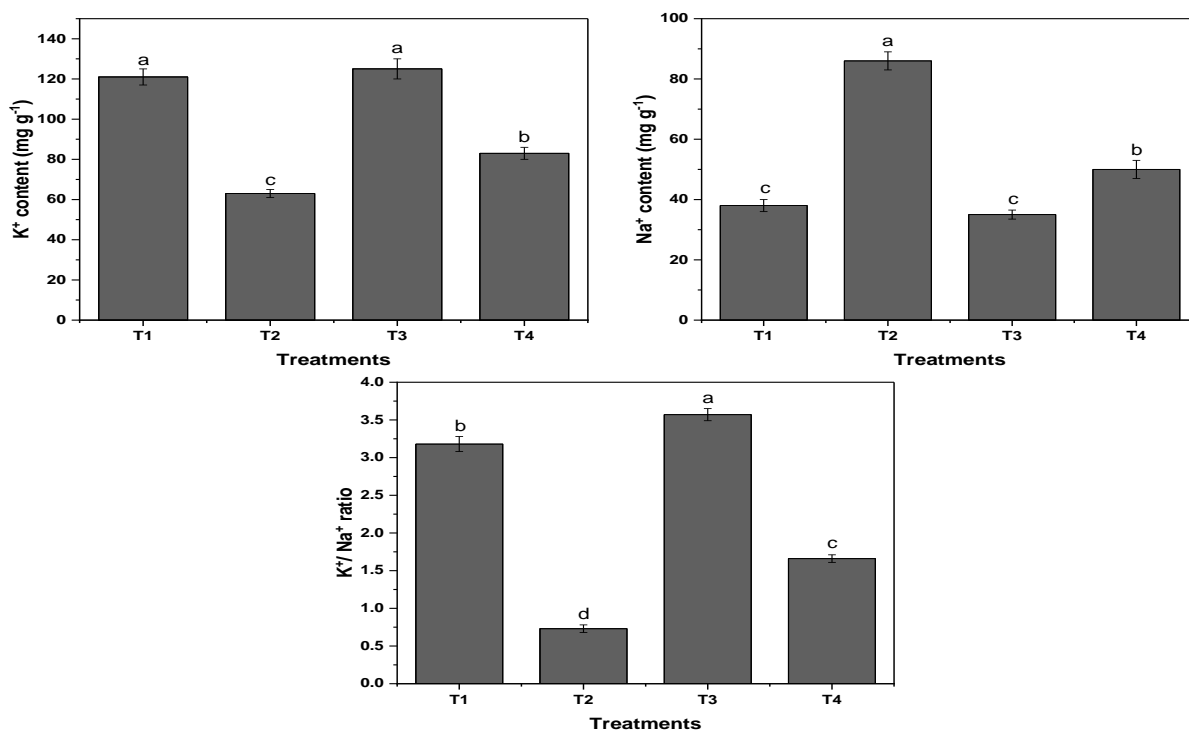 K⁺ content (mg g⁻¹)
140
120
100
80
60
40
20
0
a
c
a
b
T1 T2 T3 T4
Treatments
Na⁺ content (mg g⁻¹)
100
80
60
40
20
0
c
a
c
b
T1 T2 T3 T4
Treatments
K⁺/ Na⁺ ratio
4.0
3.5
3.0
2.5
2.0
1.5
1.0
0.5
0.0
b
d
a
c
T1 T2 T3 T4
Treatments